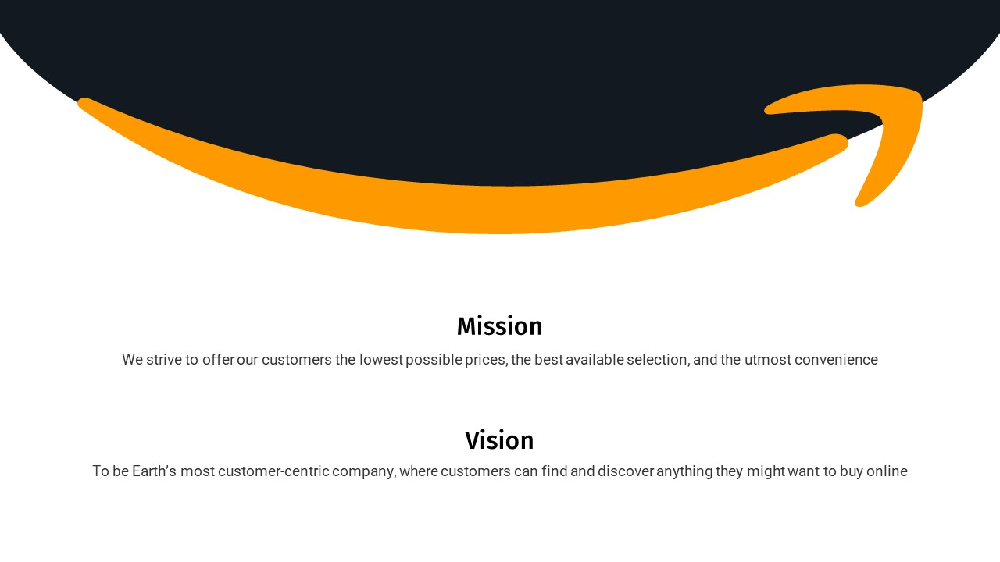 Mission
We strive to offer our customers the lowest possible prices, the best available selection, and the utmost convenience
Vision
To be Earth’s most customer-centric company, where customers can find and discover anything they might want to buy online